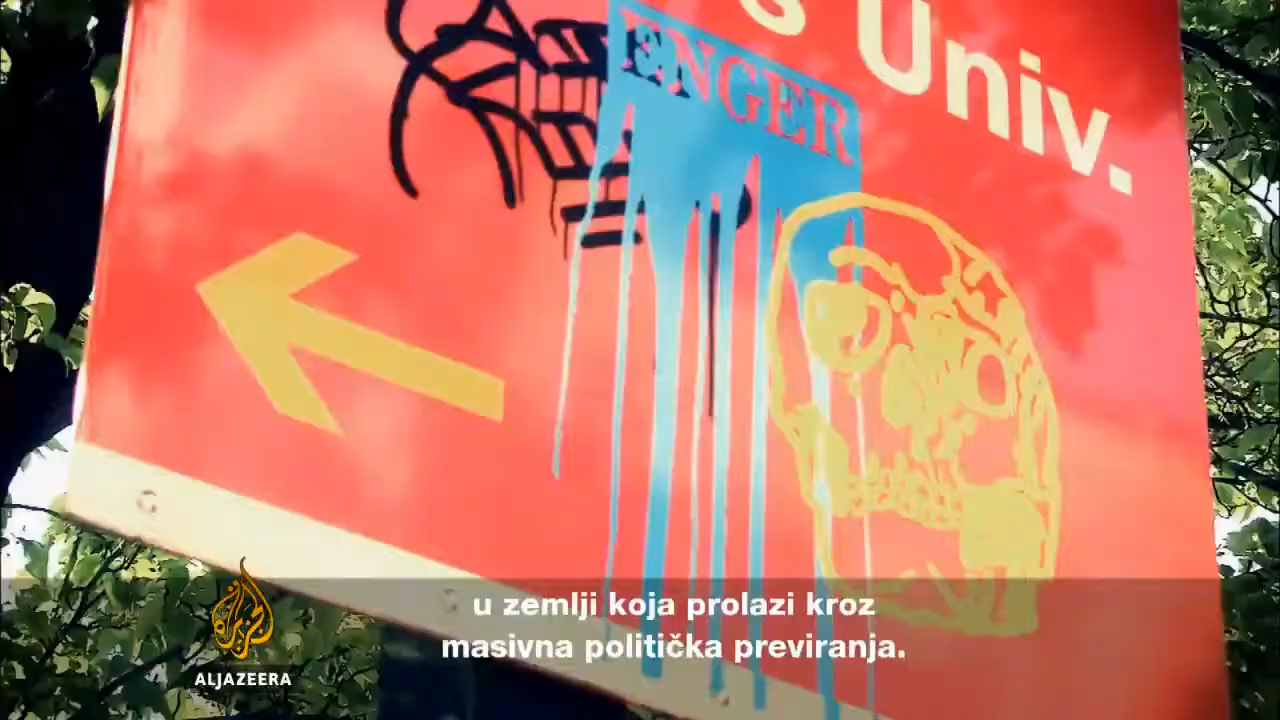 s Univ.
ENGER
u zemlji koja prolazi kroz
masivna politička previranja.
ALJAZEERA